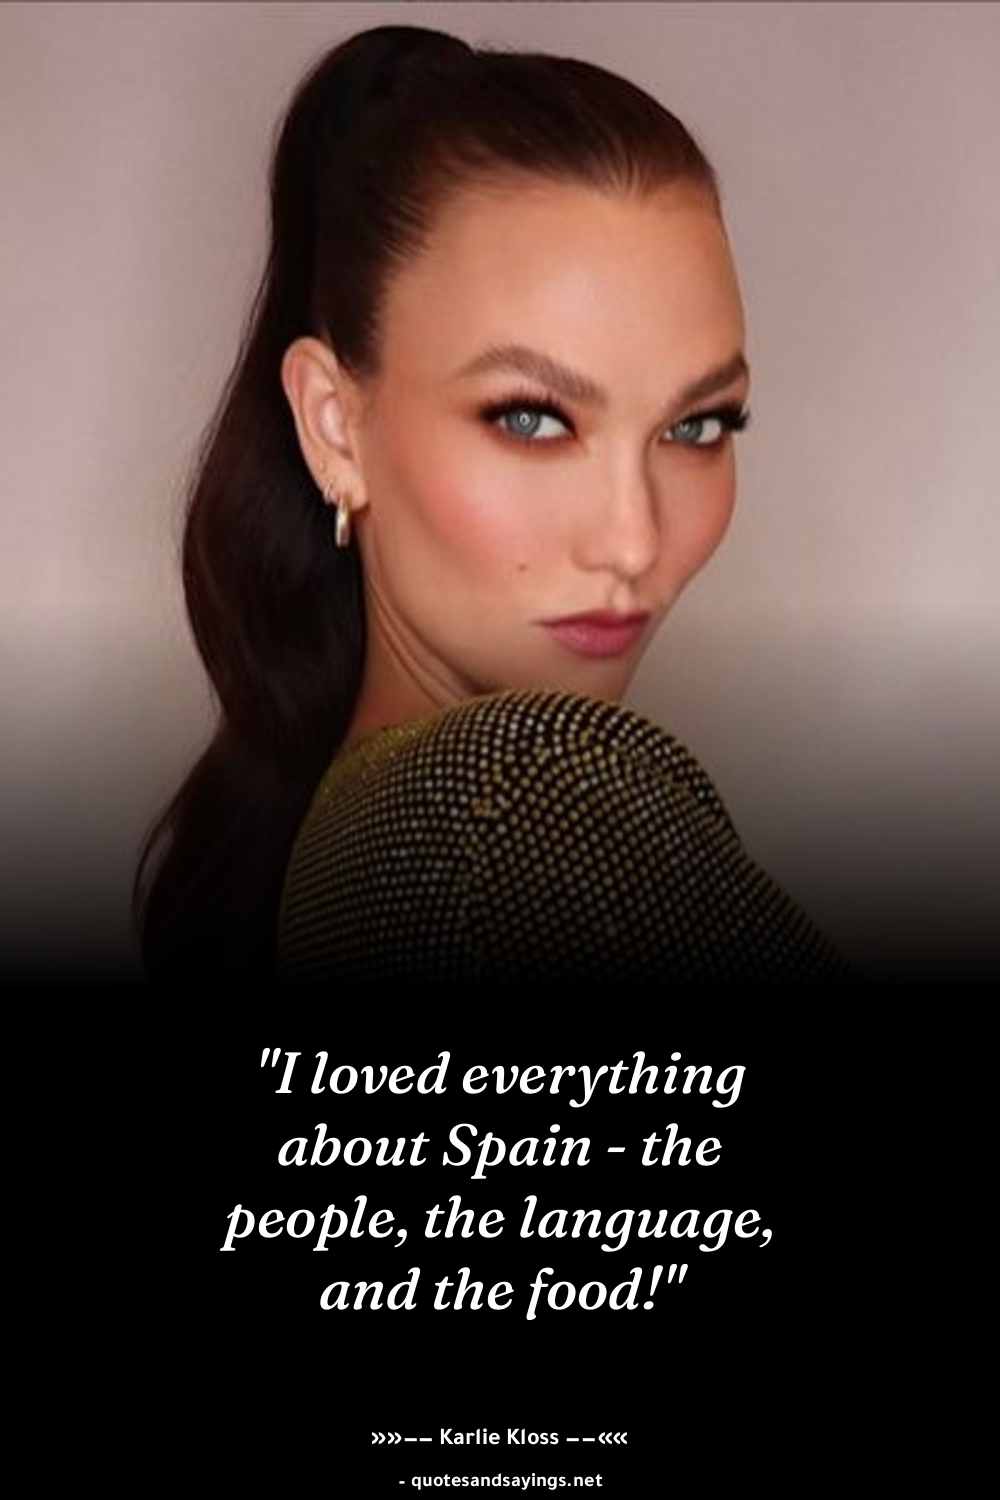 "I loved everything
about Spain - the
people, the language,
and the food!"
»»—— Karlie Kloss ——««
- quotesandsayings.net